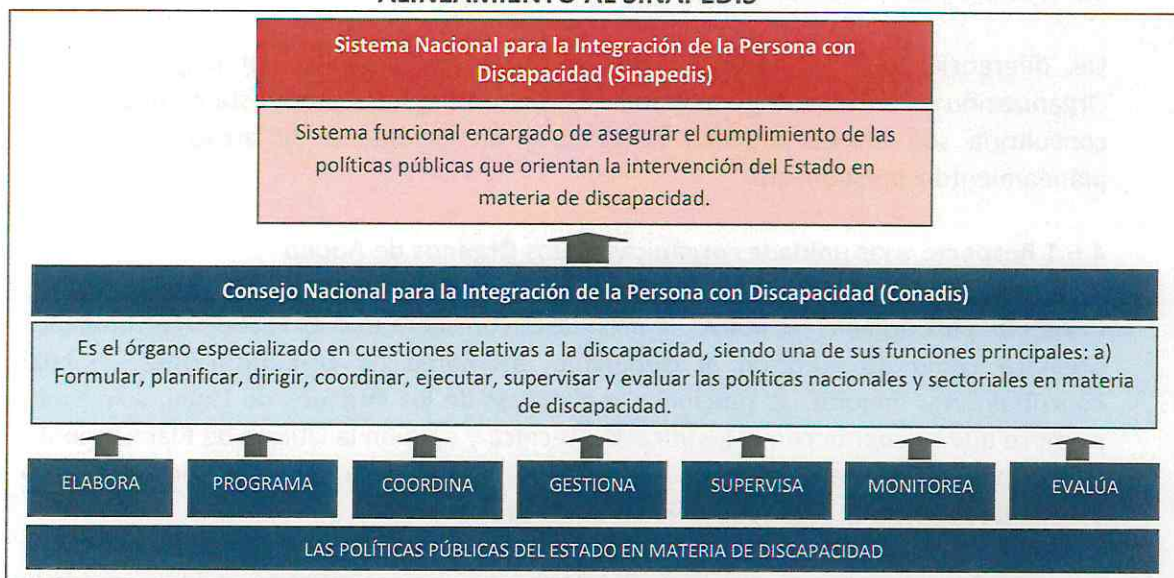 ALINEAMIENTO AL SINAPEDIS
Sistema Nacional para la Integración de la Persona con
Discapacidad (Sinapedis)
Sistema funcional encargado de asegurar el cumplimiento de las
políticas públicas que orientan la intervención del Estado en
materia de discapacidad.
Consejo Nacional para la Integración de la Persona con Discapacidad (Conadis)
Es el órgano especializado en cuestiones relativas a la discapacidad, siendo una de sus funciones principales: a)
Formular, planificar, dirigir, coordinar, ejecutar, supervisar y evaluar las políticas nacionales y sectoriales en materia
de discapacidad.
ELABORA PROGRAMA COORDINA GESTIONA SUPERVISA MONITOREA EVALÚA
LAS POLÍTICAS PÚBLICAS DEL ESTADO EN MATERIA DE DISCAPACIDAD